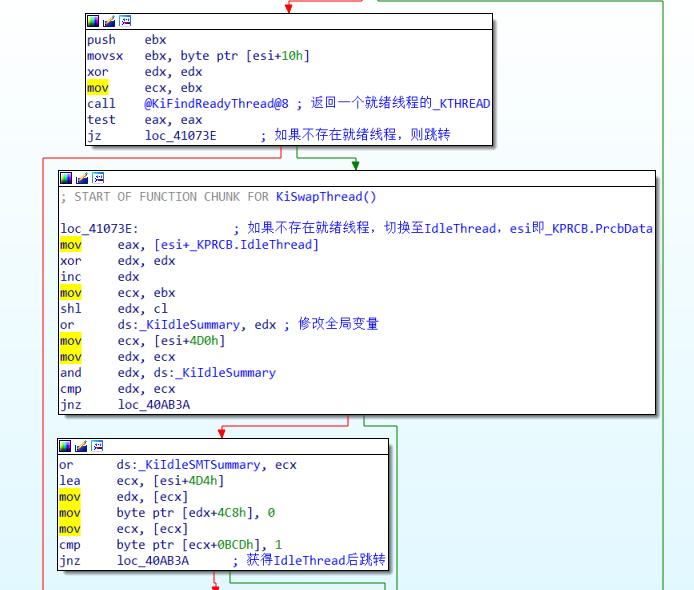 push    ebx
movsx   ebx, byte ptr [esi+10h]
xor     edx, edx
mov     ecx, ebx
call    @KiFindReadyThread@8 ; 返回一个就绪线程的_KTHREAD
test    eax, eax
jz      loc_41073E      ; 如果不存在就绪线程，则跳转
; START OF FUNCTION CHUNK FOR KiSwapThread()
loc_41073E:             ; 如果不存在就绪线程，切换至IdleThread，esi即_KPRCB.PrcbData
mov     eax, [esi+_KPRCB.IdleThread]
xor     edx, edx
inc     edx
mov     ecx, ebx
shl     edx, cl
or      ds:_KiIdleSummary, edx ; 修改全局变量
mov     ecx, [esi+4D0h]
mov     edx, ecx
and     edx, ds:_KiIdleSummary
cmp     edx, ecx
jnz     loc_40AB3A
or      ds:_KiIdleSMTSummary, ecx
lea     ecx, [esi+4D4h]
mov     edx, [ecx]
mov     byte ptr [edx+4C8h], 0
mov     ecx, [ecx]
cmp     byte ptr [ecx+0BCDh], 1
jnz     loc_40AB3A      ; 获得IdleThread后跳转